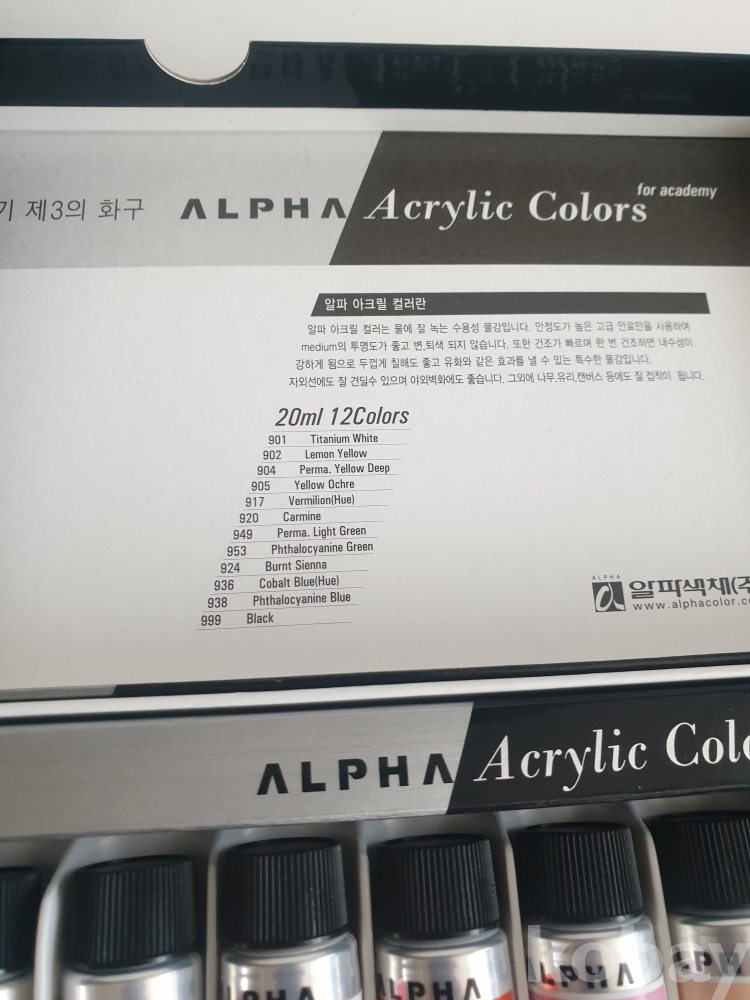 기 제3의 화구 ALPHA Acrylic Colors for academy
알파 아크릴 컬러란
알파 아크릴 컬러는 물에 잘 녹는 수용성 물감입니다. 안정도가 높은 고급 안료만을 사용하여
medium의 투명도가 좋고 변,퇴색 되지 않습니다. 또한 건조가 빠르며 한 번 건조하면 내수성이
강하게 됨으로 두껍게 칠해도 좋고 유화와 같은 효과를 낼 수 있는 특수한 물감입니다.
자외선에도 잘 견딜수 있으며 야외벽화에도 좋습니다. 그외에 나무,유리,캔버스 등에도 잘 접착이 됩니다.
20ml 12Colors
901 Titanium White
902 Lemon Yellow
904 Perma. Yellow Deep
905 Yellow Ochre
917 Vermilion(Hue)
920 Carmine
949 Perma. Light Green
953 Phthalocyanine Green
924 Burnt Sienna
936 Cobalt Blue(Hue)
938 Phthalocyanine Blue
999 Black
ALPHA
알파색채(주
www.alphacolor.co
ALPHA Acrylic Colo
ALPHA
kobay